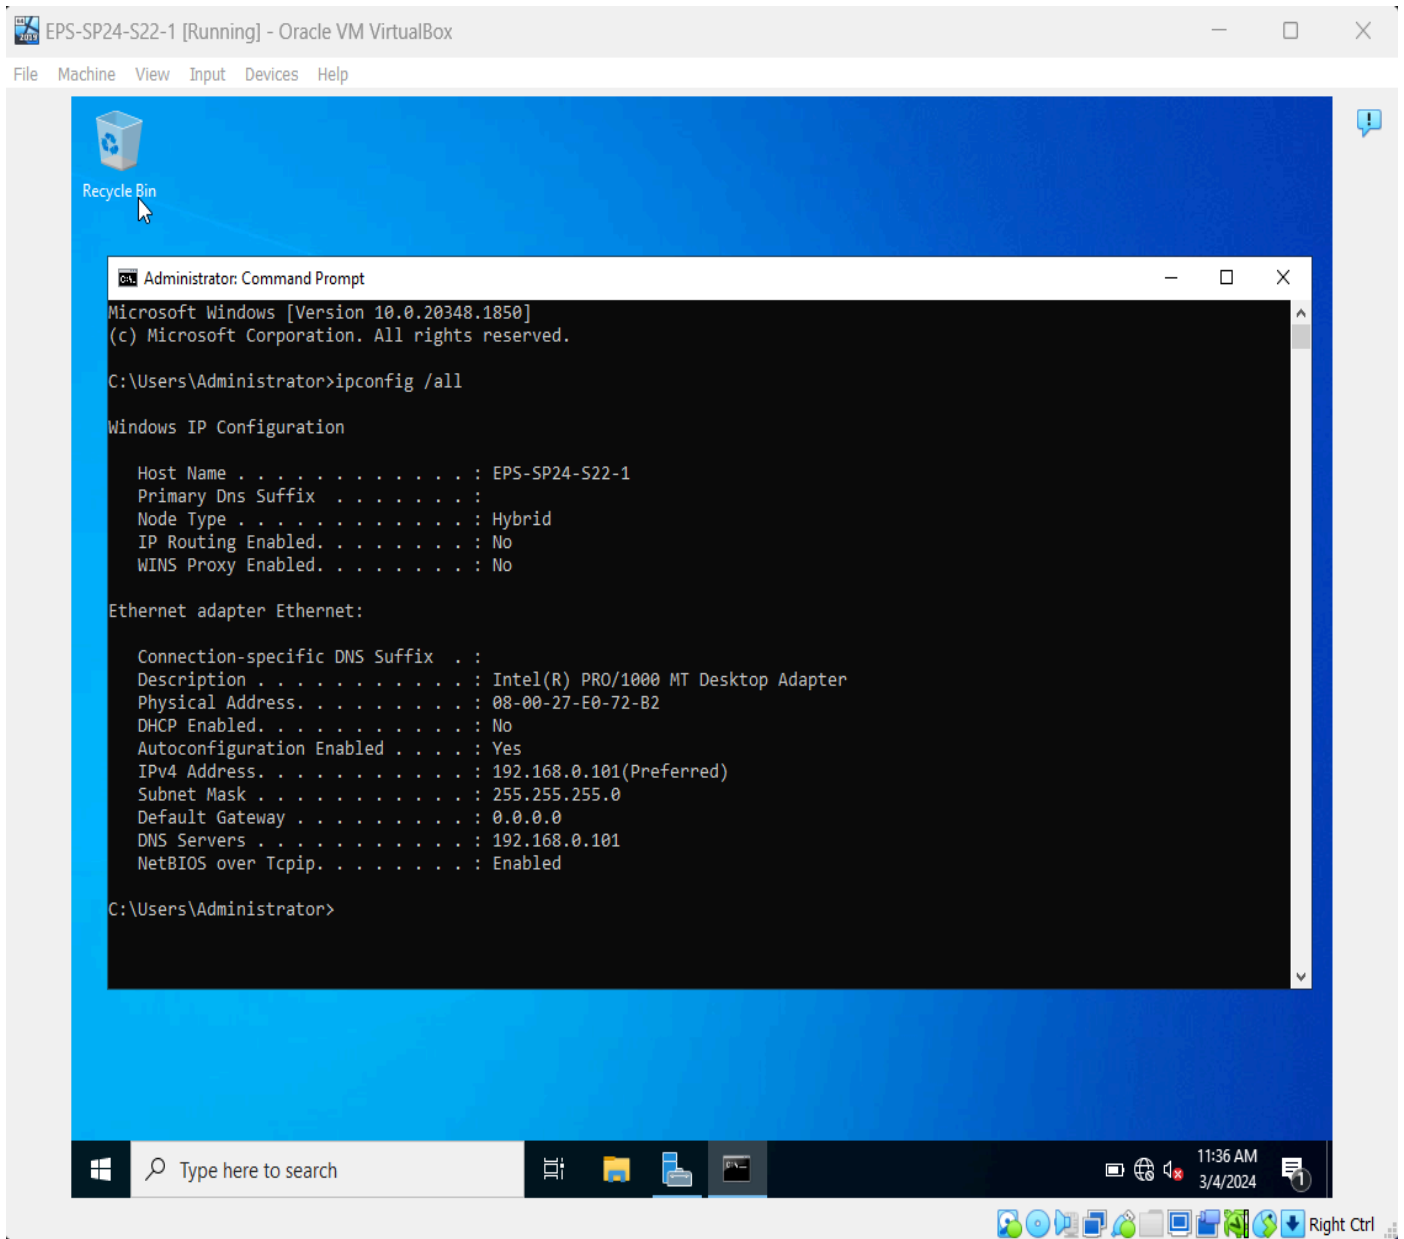 EPS-SP24-S22-1 [Running] - Oracle VM VirtualBox
File Machine View Input Devices Help
Recycle Bin
Administrator: Command Prompt
Microsoft Windows [Version 10.0.20348.1850]
(c) Microsoft Corporation. All rights reserved.
C:\Users\Administrator>ipconfig /all
Windows IP Configuration
Host Name . . . . . . . . . . . . : EPS-SP24-S22-1
Primary Dns Suffix . . . . . . . :
Node Type . . . . . . . . . . . . : Hybrid
IP Routing Enabled. . . . . . . . : No
WINS Proxy Enabled. . . . . . . . : No
Ethernet adapter Ethernet:
Connection-specific DNS Suffix . :
Description . . . . . . . . . . . : Intel(R) PRO/1000 MT Desktop Adapter
Physical Address. . . . . . . . . : 08-00-27-E0-72-B2
DHCP Enabled. . . . . . . . . . . : No
Autoconfiguration Enabled . . . . : Yes
IPv4 Address. . . . . . . . . . . : 192.168.0.101(Preferred)
Subnet Mask . . . . . . . . . . . : 255.255.255.0
Default Gateway . . . . . . . . . : 0.0.0.0
DNS Servers . . . . . . . . . . . : 192.168.0.101
NetBIOS over Tcpip. . . . . . . . : Enabled
C:\Users\Administrator>
Type here to search
11:36 AM
3/4/2024
1
Right Ctrl